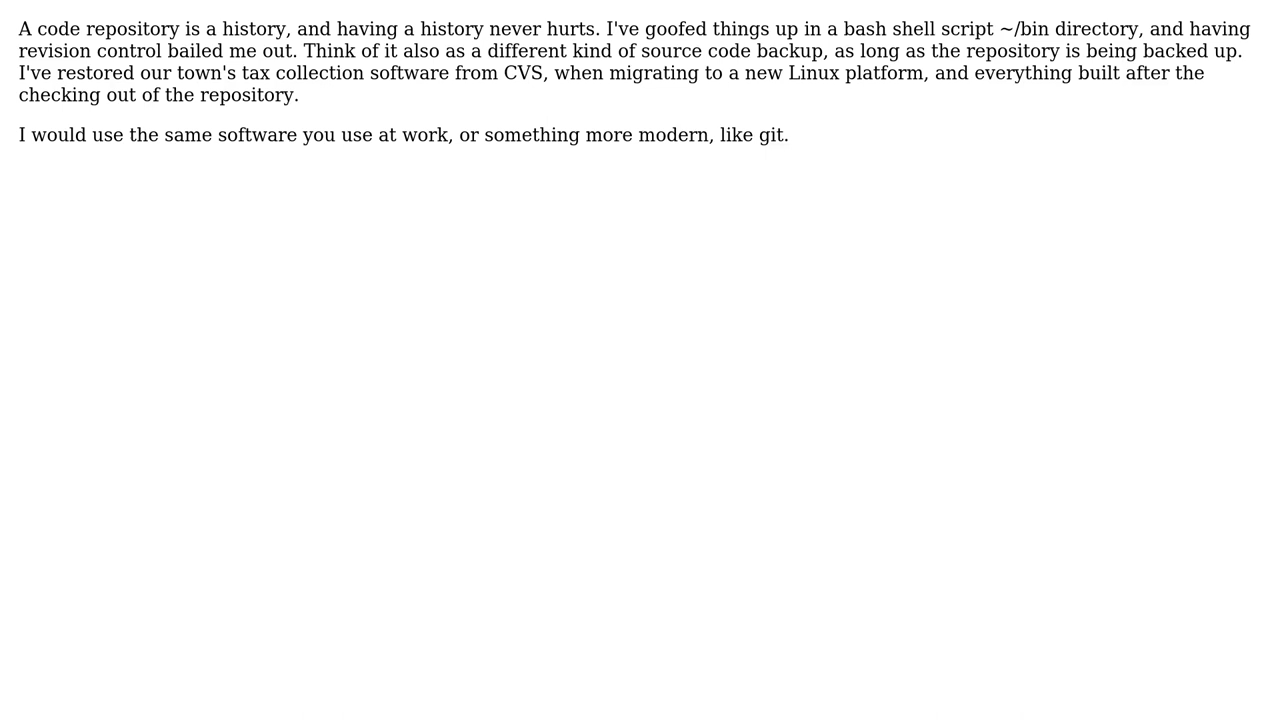 A code repository is a history, and having a history never hurts. I've goofed things up in a bash shell script ~/bin directory, and having
revision control bailed me out. Think of it also as a different kind of source code backup, as long as the repository is being backed up.
I've restored our town's tax collection software from CVS, when migrating to a new Linux platform, and everything built after the
checking out of the repository.
I would use the same software you use at work, or something more modern, like git.